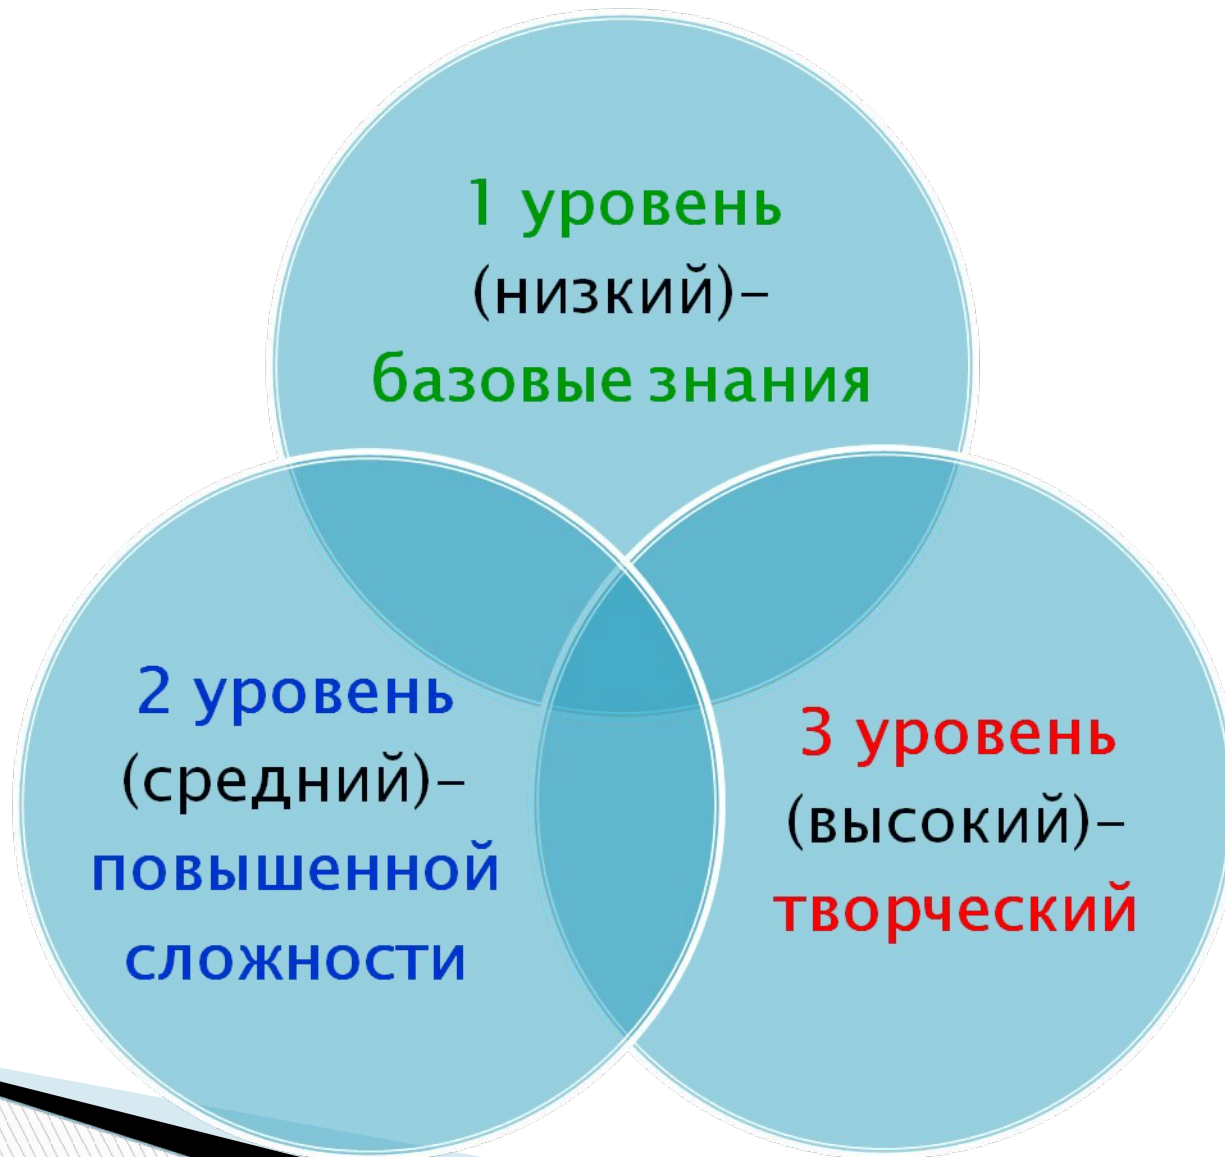 1 уровень
(низкий)–
базовые знания
2 уровень
(средний)–
повышенной
сложности
3 уровень
(высокий)–
творческий